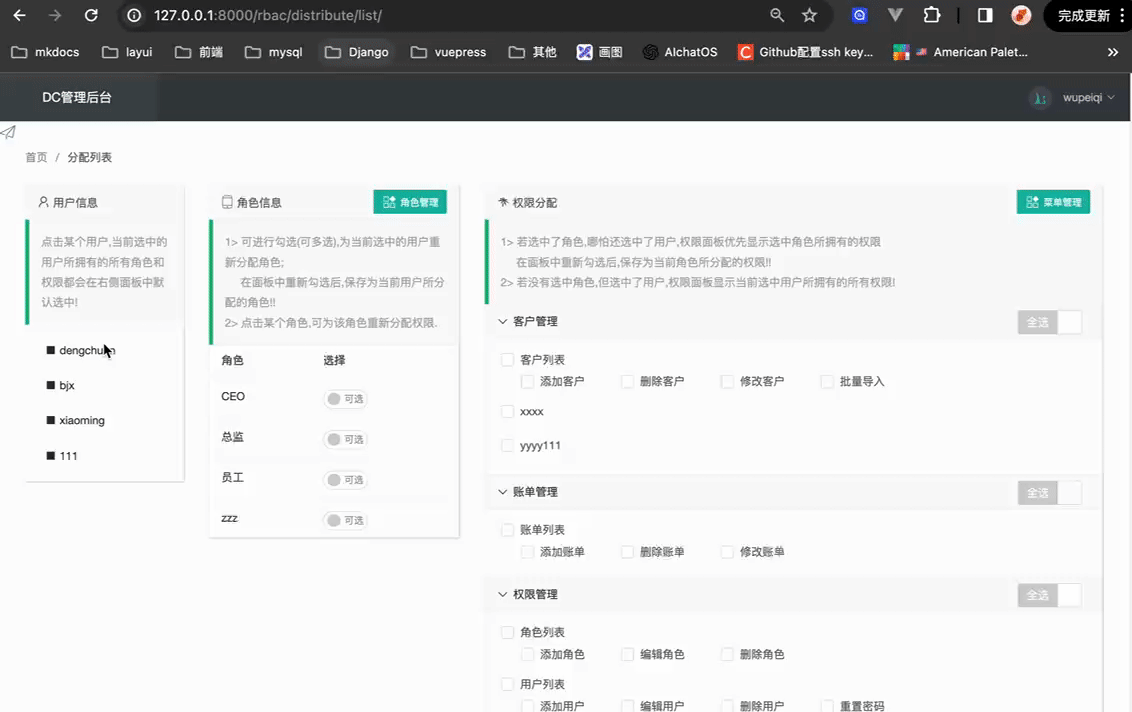 127.0.0.1:8000/rbac/distribute/list/
完成更新
mkdocs
layui
前端
mysql
Django
vuepress
其他
画图
AIchatOS
Github配置ssh key...
American Palet...
DC管理后台
wupeiqi
首页 / 分配列表
用户信息
点击某个用户,当前选中的
用户所拥有的所有角色和
权限都会在右侧面板中默
认选中!
dengchuan
bjx
xiaoming
111
角色信息
角色管理
1> 可进行勾选(可多选),为当前选中的用户重
新分配角色;
在面板中重新勾选后,保存为当前用户所分
配的角色!!
2> 点击某个角色,可为该角色重新分配权限.
角色 选择
CEO 可选
总监 可选
员工 可选
zzz 可选
权限分配
菜单管理
1> 若选中了角色,哪怕还选中了用户,权限面板优先显示选中角色所拥有的权限
在面板中重新勾选后,保存为当前角色所分配的权限!!
2> 若没有选中角色,但选中了用户,权限面板显示当前选中用户所拥有的所有权限!
客户管理 全选
客户列表
添加客户 删除客户 修改客户 批量导入
xxxx
yyyy111
账单管理 全选
账单列表
添加账单 删除账单 修改账单
权限管理 全选
角色列表
添加角色 编辑角色 删除角色
用户列表
添加用户 编辑用户 删除用户 重置密码